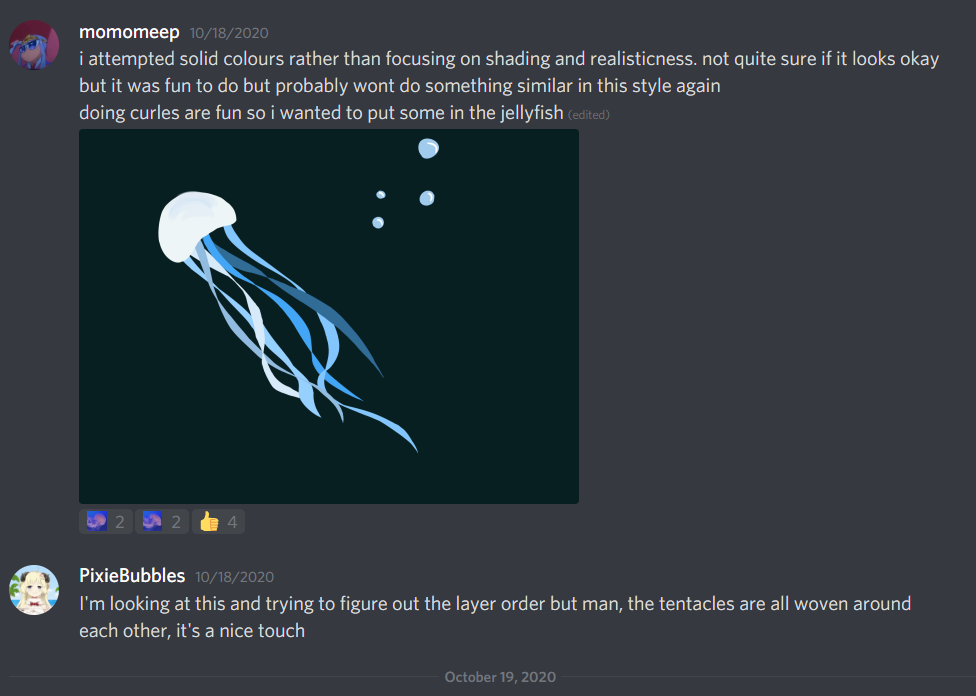 momomeep 10/18/2020
i attempted solid colours rather than focusing on shading and realisticness. not quite sure if it looks okay
but it was fun to do but probably wont do something similar in this style again
doing curles are fun so i wanted to put some in the jellyfish (edited)
2 2 4
PixieBubbles 10/18/2020
I'm looking at this and trying to figure out the layer order but man, the tentacles are all woven around
each other, it's a nice touch
October 19, 2020